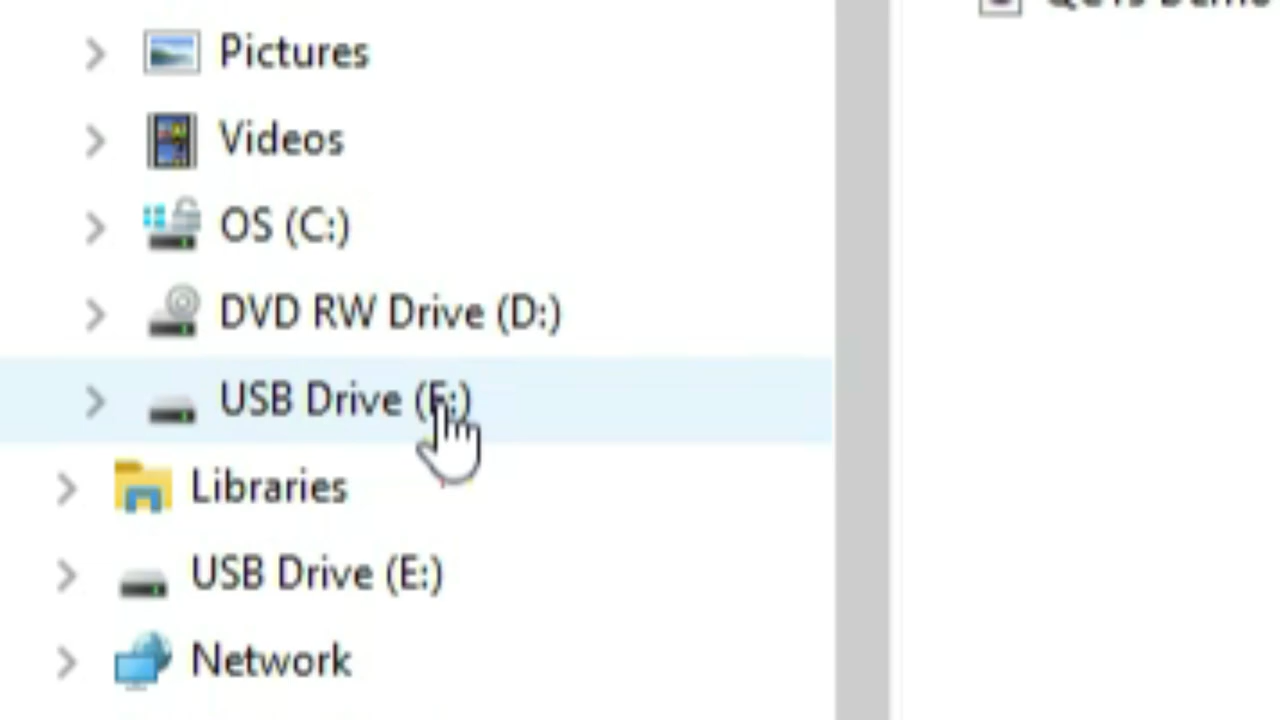 Pictures
Videos
OS (C:)
DVD RW Drive (D:)
USB Drive (E:)
Libraries
USB Drive (E:)
Network